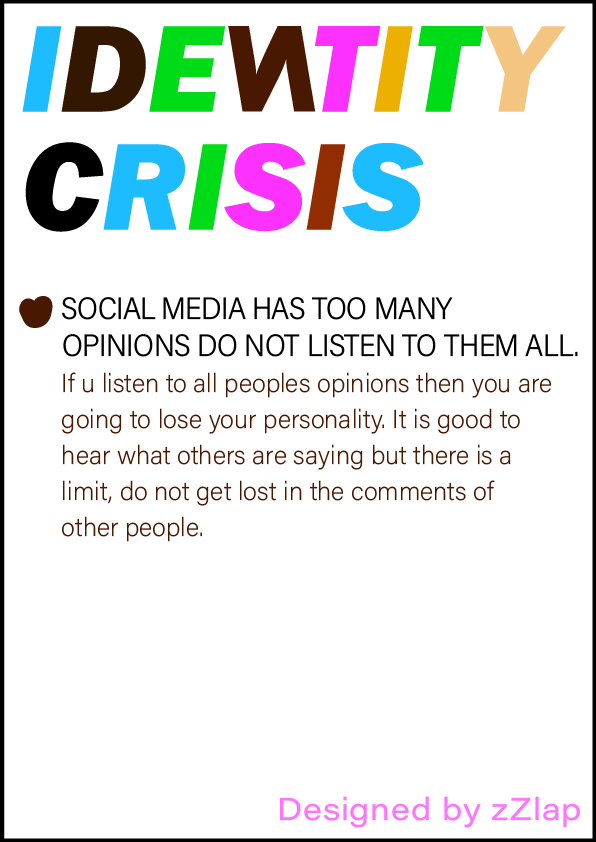 IDEИTITY
CRISIS
SOCIAL MEDIA HAS TOO MANY
OPINIONS DO NOT LISTEN TO THEM ALL.
If u listen to all peoples opinions then you are
going to lose your personality. It is good to
hear what others are saying but there is a
limit, do not get lost in the comments of
other people.
Designed by zZlap